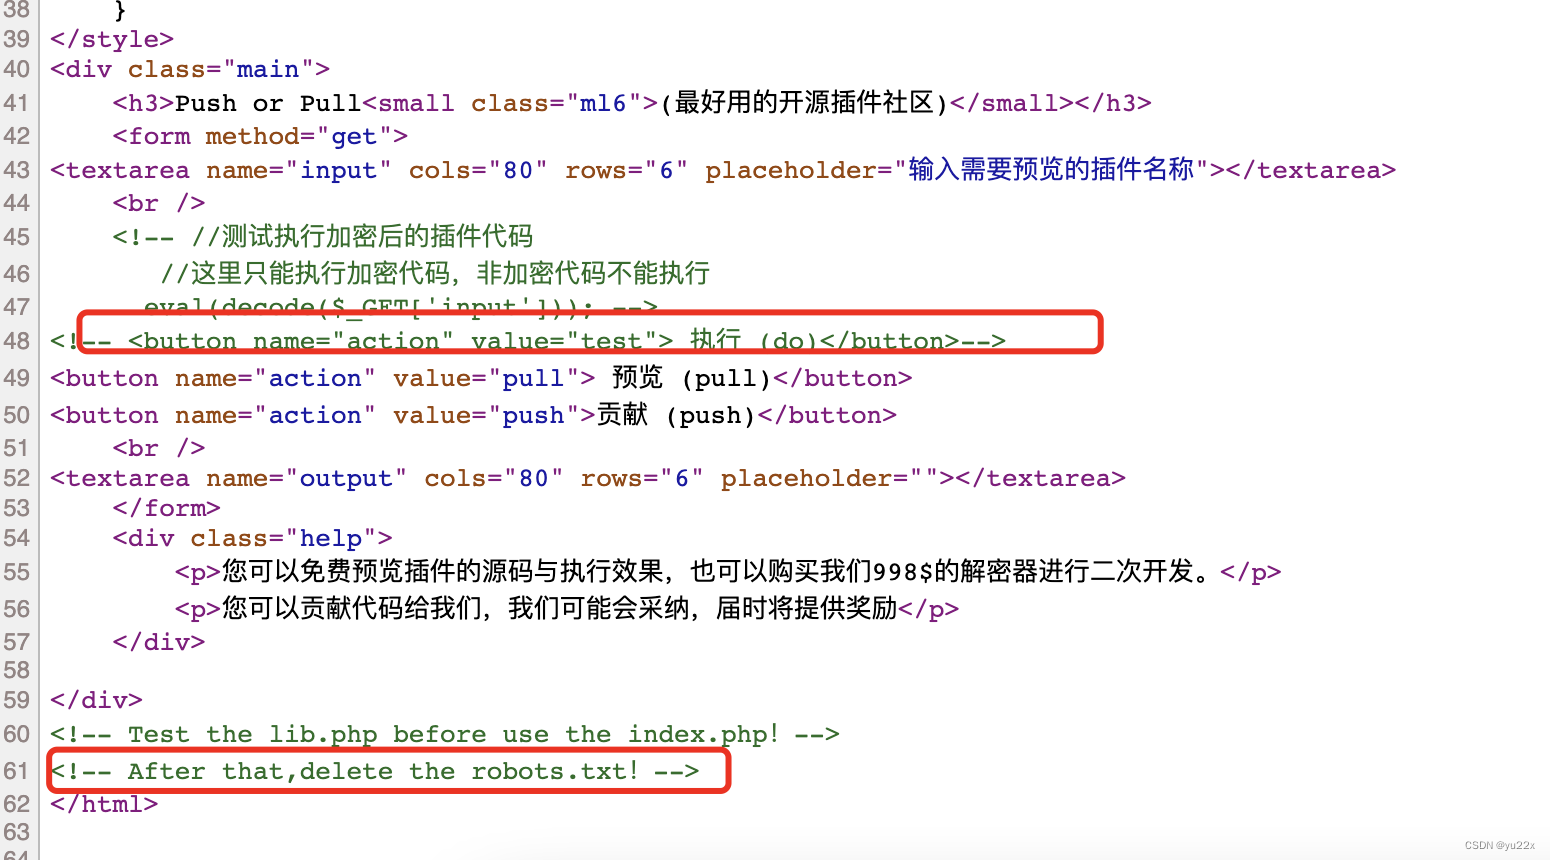 38 }
39 </style>
40 <div class="main">
41 <h3>Push or Pull<small class="ml6">(最好用的开源插件社区)</small></h3>
42 <form method="get">
43 <textarea name="input" cols="80" rows="6" placeholder="输入需要预览的插件名称"></textarea>
44 <br />
45 <!-- //测试执行加密后的插件代码
46 //这里只能执行加密代码，非加密代码不能执行
47 eval(decode($_GET['input'])); -->
48 <!-- <button name="action" value="test"> 执行 (do)</button>-->
49 <button name="action" value="pull"> 预览 (pull)</button>
50 <button name="action" value="push">贡献 (push)</button>
51 <br />
52 <textarea name="output" cols="80" rows="6" placeholder=""></textarea>
53 </form>
54 <div class="help">
55 <p>您可以免费预览插件的源码与执行效果，也可以购买我们998$的解密器进行二次开发。</p>
56 <p>您可以贡献代码给我们，我们可能会采纳，届时将提供奖励</p>
57 </div>
58
59 </div>
60 <!-- Test the lib.php before use the index.php！-->
61 <!-- After that,delete the robots.txt！-->
62 </html>
63
64
CSDN @yu22x